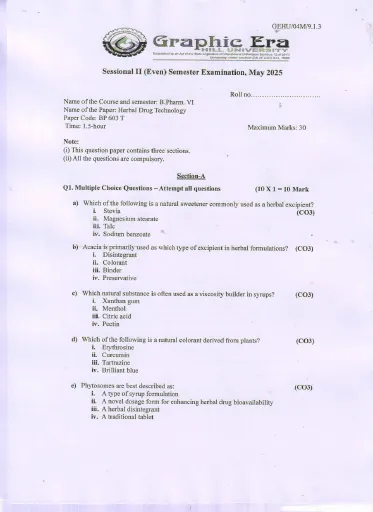 GEHU/04M/9.1.3
Graphic Era
HILL UNIVERSITY
Sessional II (Even) Semester Examination, May 2025
Roll no..............................
Name of the Course and semester: B.Pharm. VI
Name of the Paper: Herbal Drug Technology
Paper Code: BP 603 T
Time: 1.5-hour Maximum Marks: 30
Note:
(i) This question paper contains three sections.
(ii) All the questions are compulsory.
Section-A
Q1. Multiple Choice Questions – Attempt all questions (10 X 1 = 10 Mark
a) Which of the following is a natural sweetener commonly used as a herbal excipient?
i. Stevia (CO3)
ii. Magnesium stearate
iii. Talc
iv. Sodium benzoate
b) Acacia is primarily used as which type of excipient in herbal formulations? (CO3)
i. Disintegrant
ii. Colorant
iii. Binder
iv. Preservative
c) Which natural substance is often used as a viscosity builder in syrups? (CO3)
i. Xanthan gum
ii. Menthol
iii. Citric acid
iv. Pectin
d) Which of the following is a natural colorant derived from plants? (CO3)
i. Erythrosine
ii. Curcumin
iii. Tartrazine
iv. Brilliant blue
e) Phytosomes are best described as: (CO3)
i. A type of syrup formulation
ii. A novel dosage form for enhancing herbal drug bioavailability
iii. A herbal disintegrant
iv. A traditional tablet